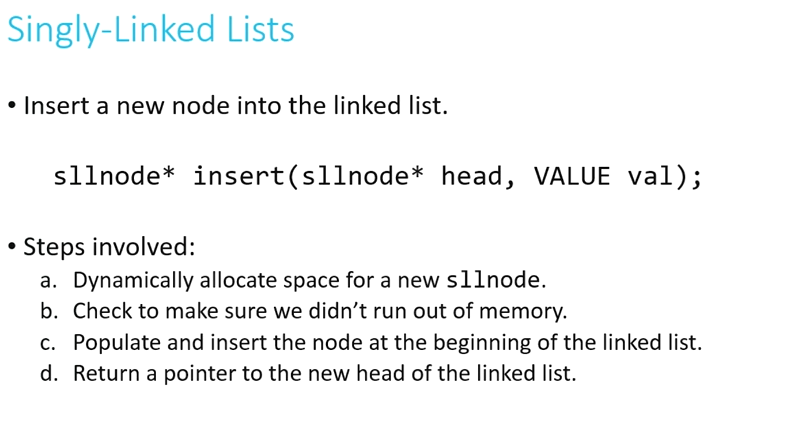 Singly-Linked Lists
• Insert a new node into the linked list.
sllnode* insert(sllnode* head, VALUE val);
• Steps involved:
a. Dynamically allocate space for a new sllnode.
b. Check to make sure we didn’t run out of memory.
c. Populate and insert the node at the beginning of the linked list.
d. Return a pointer to the new head of the linked list.